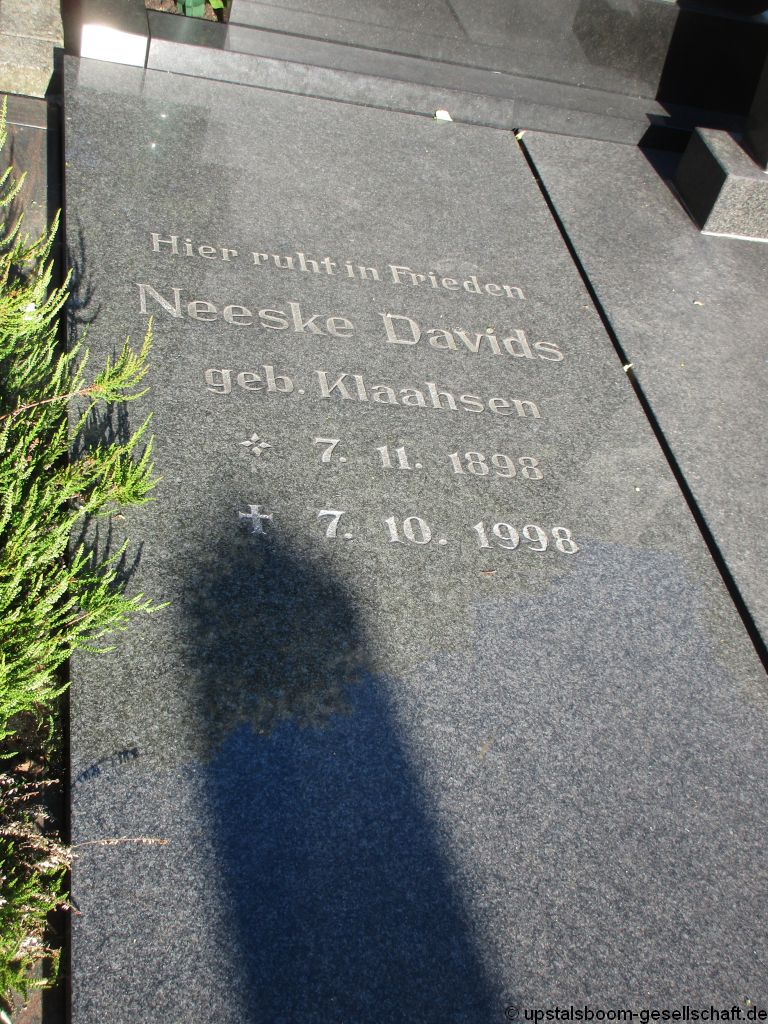 Hier ruht in Frieden
Neeske Davids
geb. Klaahsen
7. 11. 1898
7. 10. 1998
© upstalsboom-gesellschaft.de